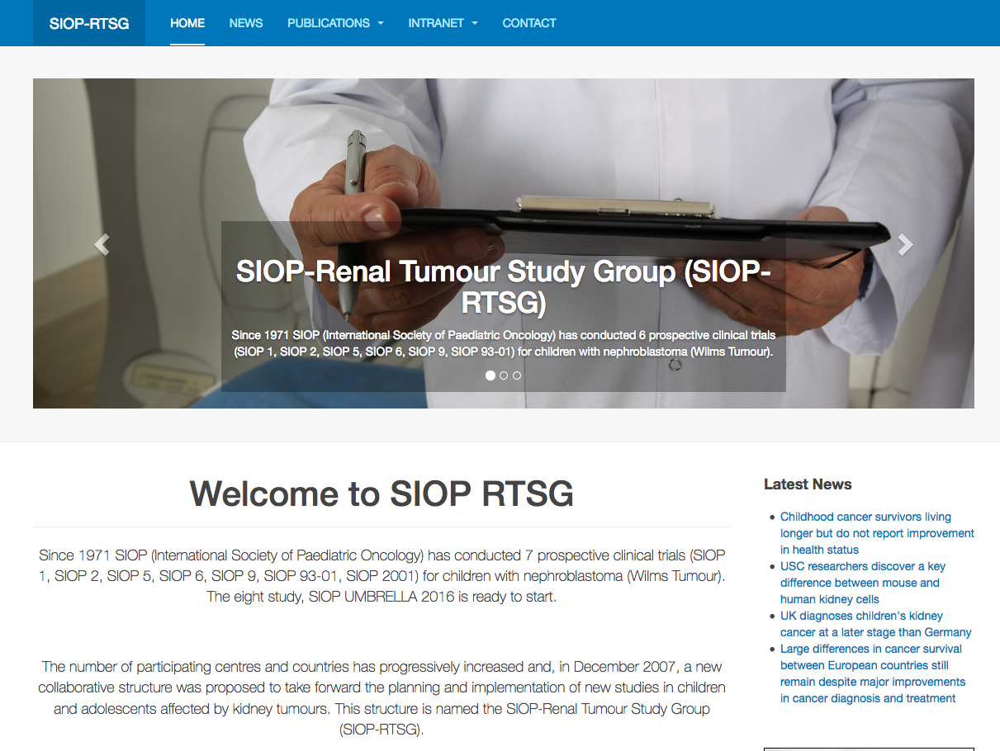 SIOP-RTSG HOME NEWS PUBLICATIONS INTRANET CONTACT
SIOP-Renal Tumour Study Group (SIOP-
RTSG)
Since 1971 SIOP (International Society of Paediatric Oncology) has conducted 6 prospective clinical trials
(SIOP 1, SIOP 2, SIOP 5, SIOP 6, SIOP 9, SIOP 93-01) for children with nephroblastoma (Wilms Tumour).
Welcome to SIOP RTSG
Since 1971 SIOP (International Society of Paediatric Oncology) has conducted 7 prospective clinical trials (SIOP
1, SIOP 2, SIOP 5, SIOP 6, SIOP 9, SIOP 93-01, SIOP 2001) for children with nephroblastoma (Wilms Tumour).
The eight study, SIOP UMBRELLA 2016 is ready to start.
The number of participating centres and countries has progressively increased and, in December 2007, a new
collaborative structure was proposed to take forward the planning and implementation of new studies in children
and adolescents affected by kidney tumours. This structure is named the SIOP-Renal Tumour Study Group
(SIOP-RTSG).
Latest News
Childhood cancer survivors living
longer but do not report improvement
in health status
USC researchers discover a key
difference between mouse and
human kidney cells
UK diagnoses children's kidney
cancer at a later stage than Germany
Large differences in cancer survival
between European countries still
remain despite major improvements
in cancer diagnosis and treatment